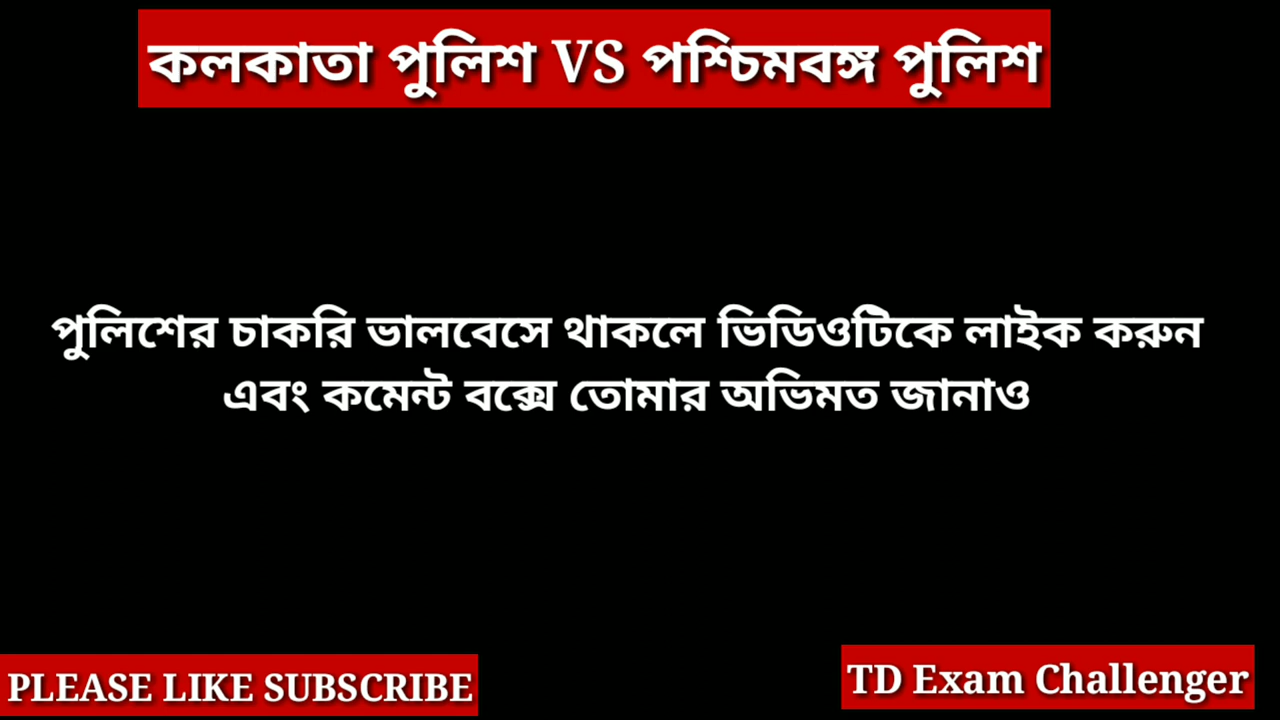 কলকাতা পুলিশ VS পশ্চিমবঙ্গ পুলিশ
পুলিশের চাকরি ভালবেসে থাকলে ভিডিওটিকে লাইক করুন
এবং কমেন্ট বক্সে তোমার অভিমত জানাও
PLEASE LIKE SUBSCRIBE
TD Exam Challenger